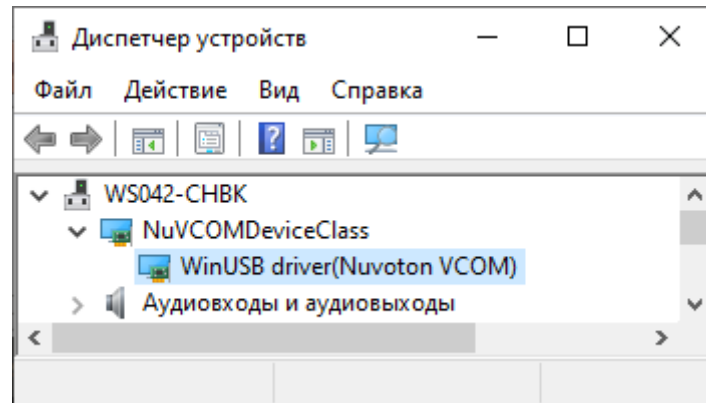 Диспетчер устройств
Файл Действие Вид Справка
WS042-CHBK
NuVCOMDeviceClass
WinUSB driver(Nuvoton VCOM)
Аудиовходы и аудиовыходы